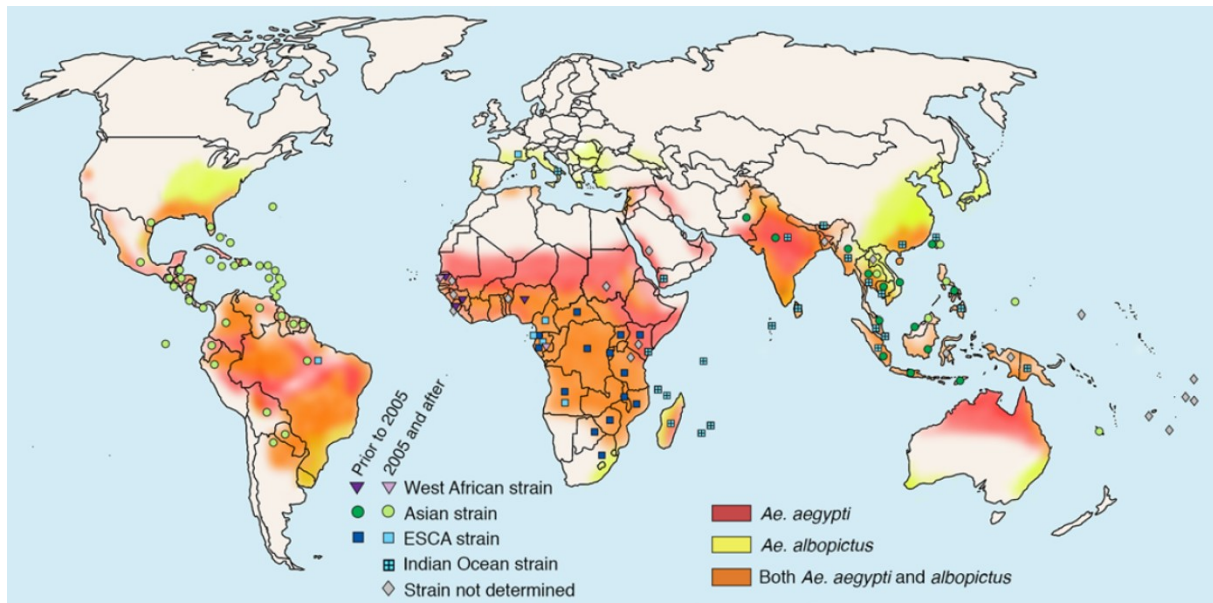 Prior to 2005
2005 and after
West African strain
Asian strain
ESCA strain
Indian Ocean strain
Strain not determined
Ae. aegypti
Ae. albopictus
Both Ae. aegypti and albopictus